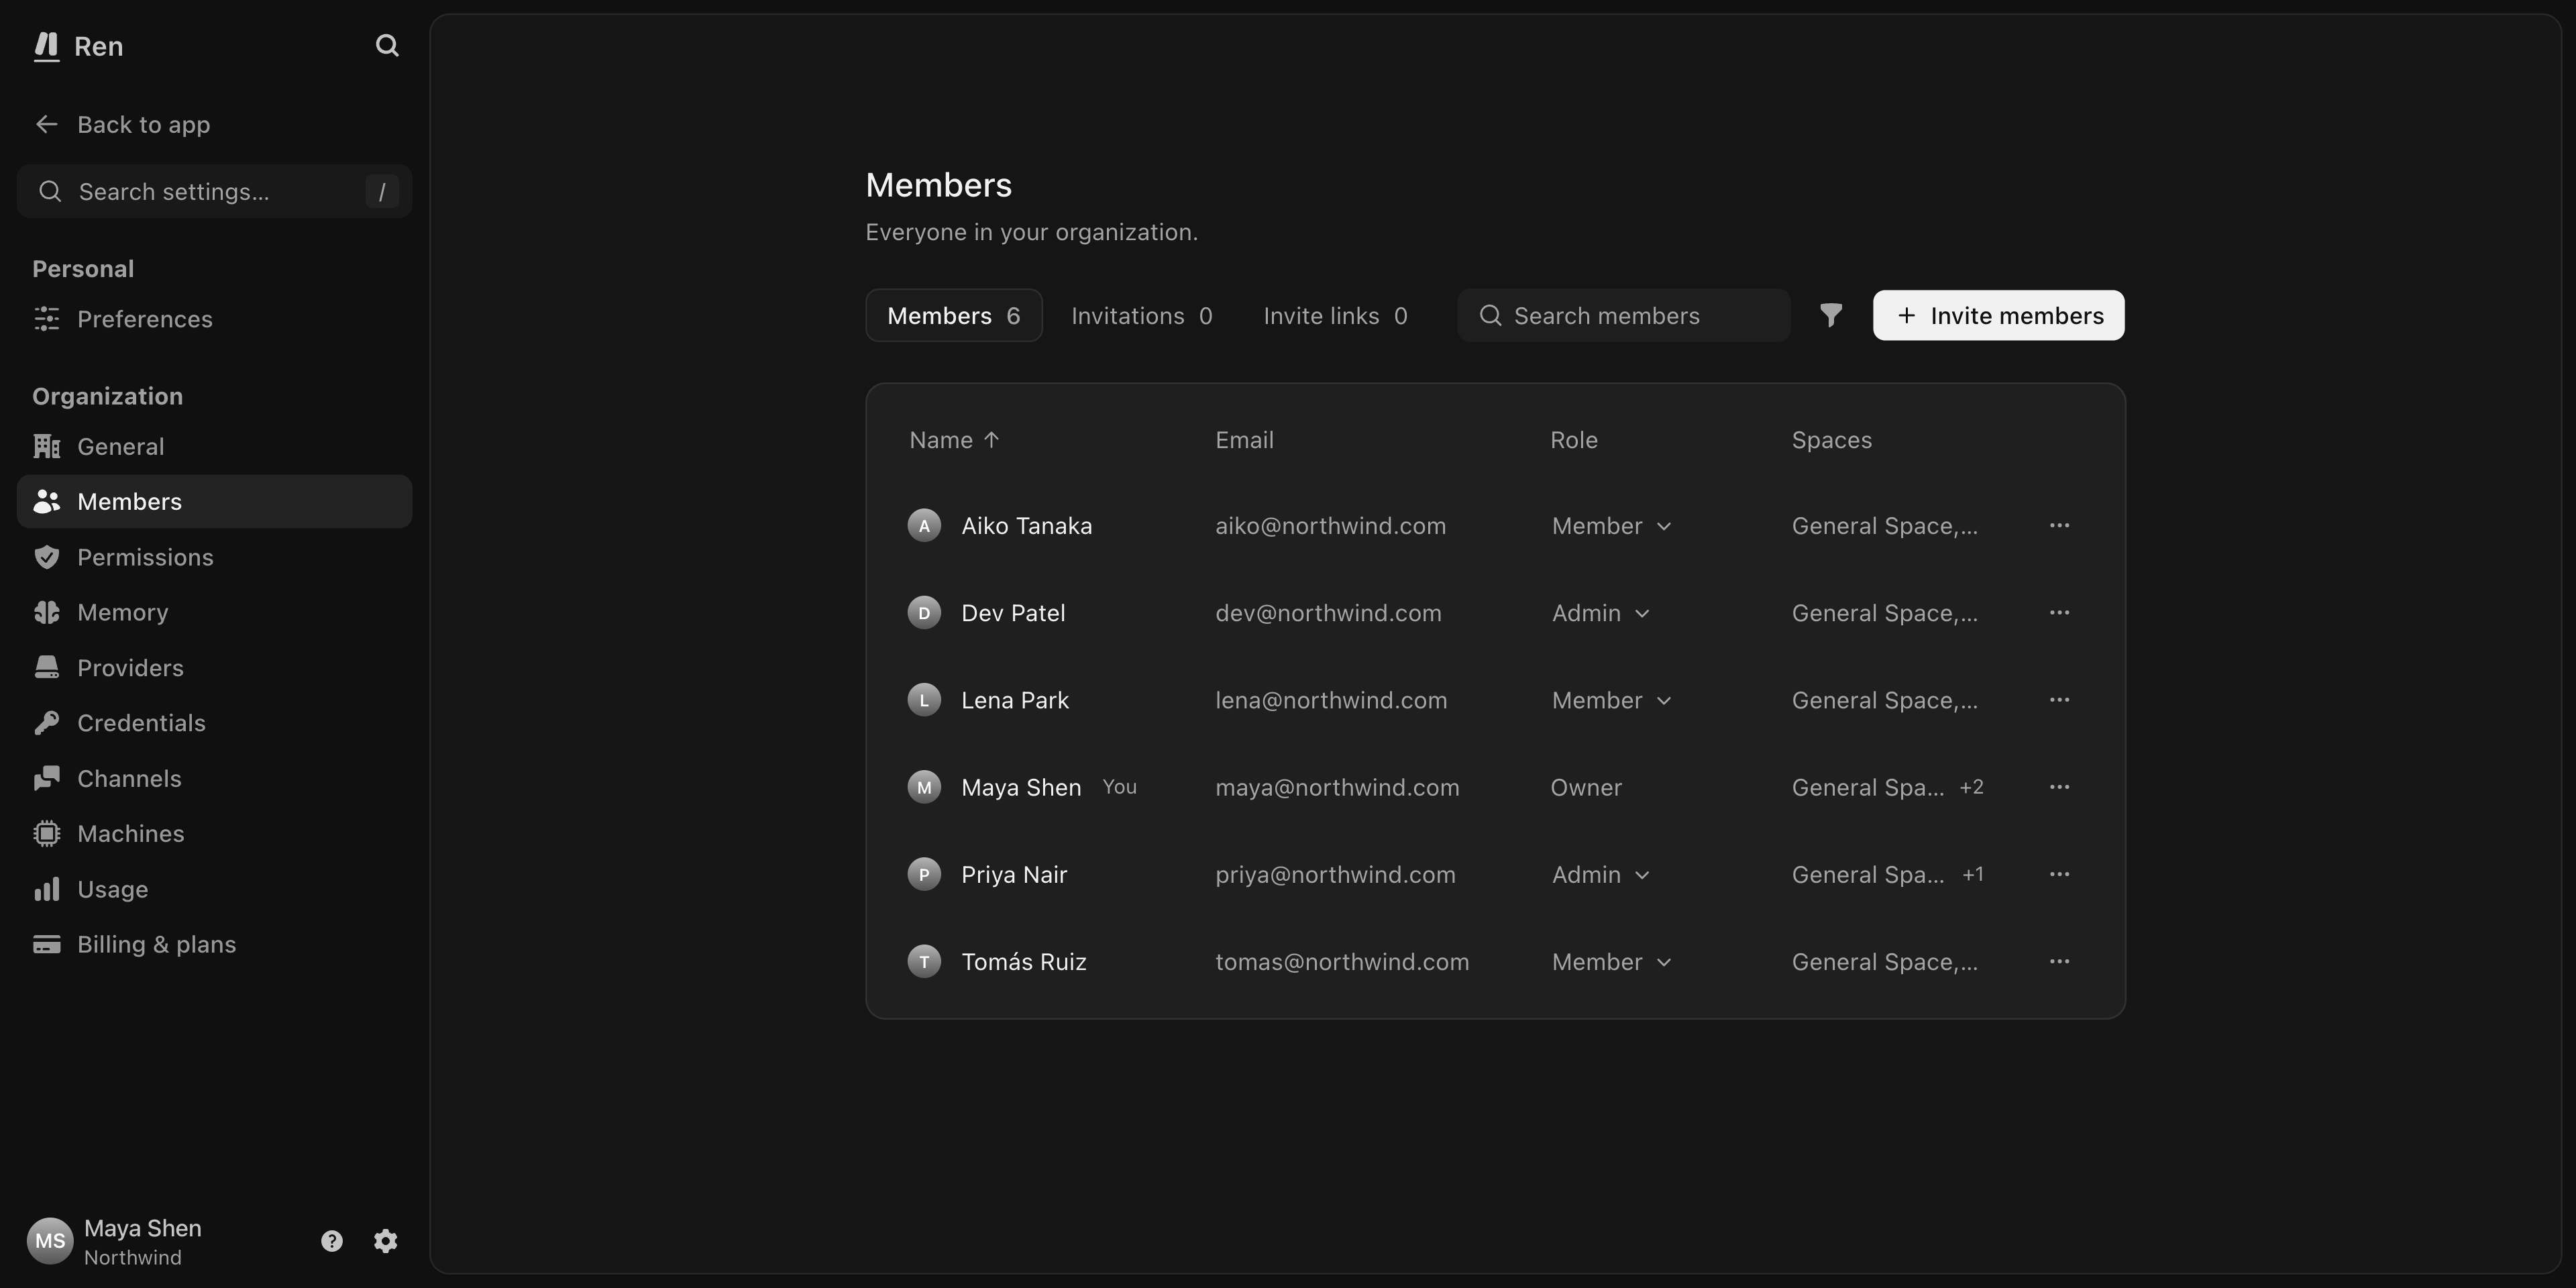 Ren
Back to app
Search settings... /
Personal
Preferences
Organization
General
Members
Permissions
Memory
Providers
Credentials
Channels
Machines
Usage
Billing & plans
MS Maya Shen
Northwind
Members
Everyone in your organization.
Members 6 Invitations 0 Invite links 0 Search members + Invite members
Name ↑ Email Role Spaces
A Aiko Tanaka aiko@northwind.com Member General Space,...
D Dev Patel dev@northwind.com Admin General Space,...
L Lena Park lena@northwind.com Member General Space,...
M Maya Shen You maya@northwind.com Owner General Spa... +2
P Priya Nair priya@northwind.com Admin General Spa... +1
T Tomás Ruiz tomas@northwind.com Member General Space,...